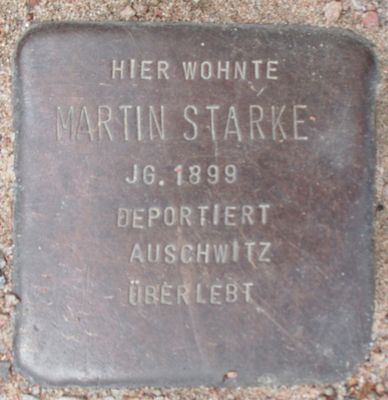 HIER WOHNTE
MARTIN STARKE
JG. 1899
DEPORTIERT
AUSCHWITZ
ÜBERLEBT